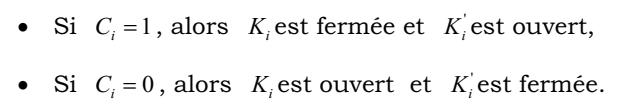 • Si C_i = 1, alors K_i est fermée et K_i' est ouvert,
• Si C_i = 0, alors K_i est ouvert et K_i' est fermée.